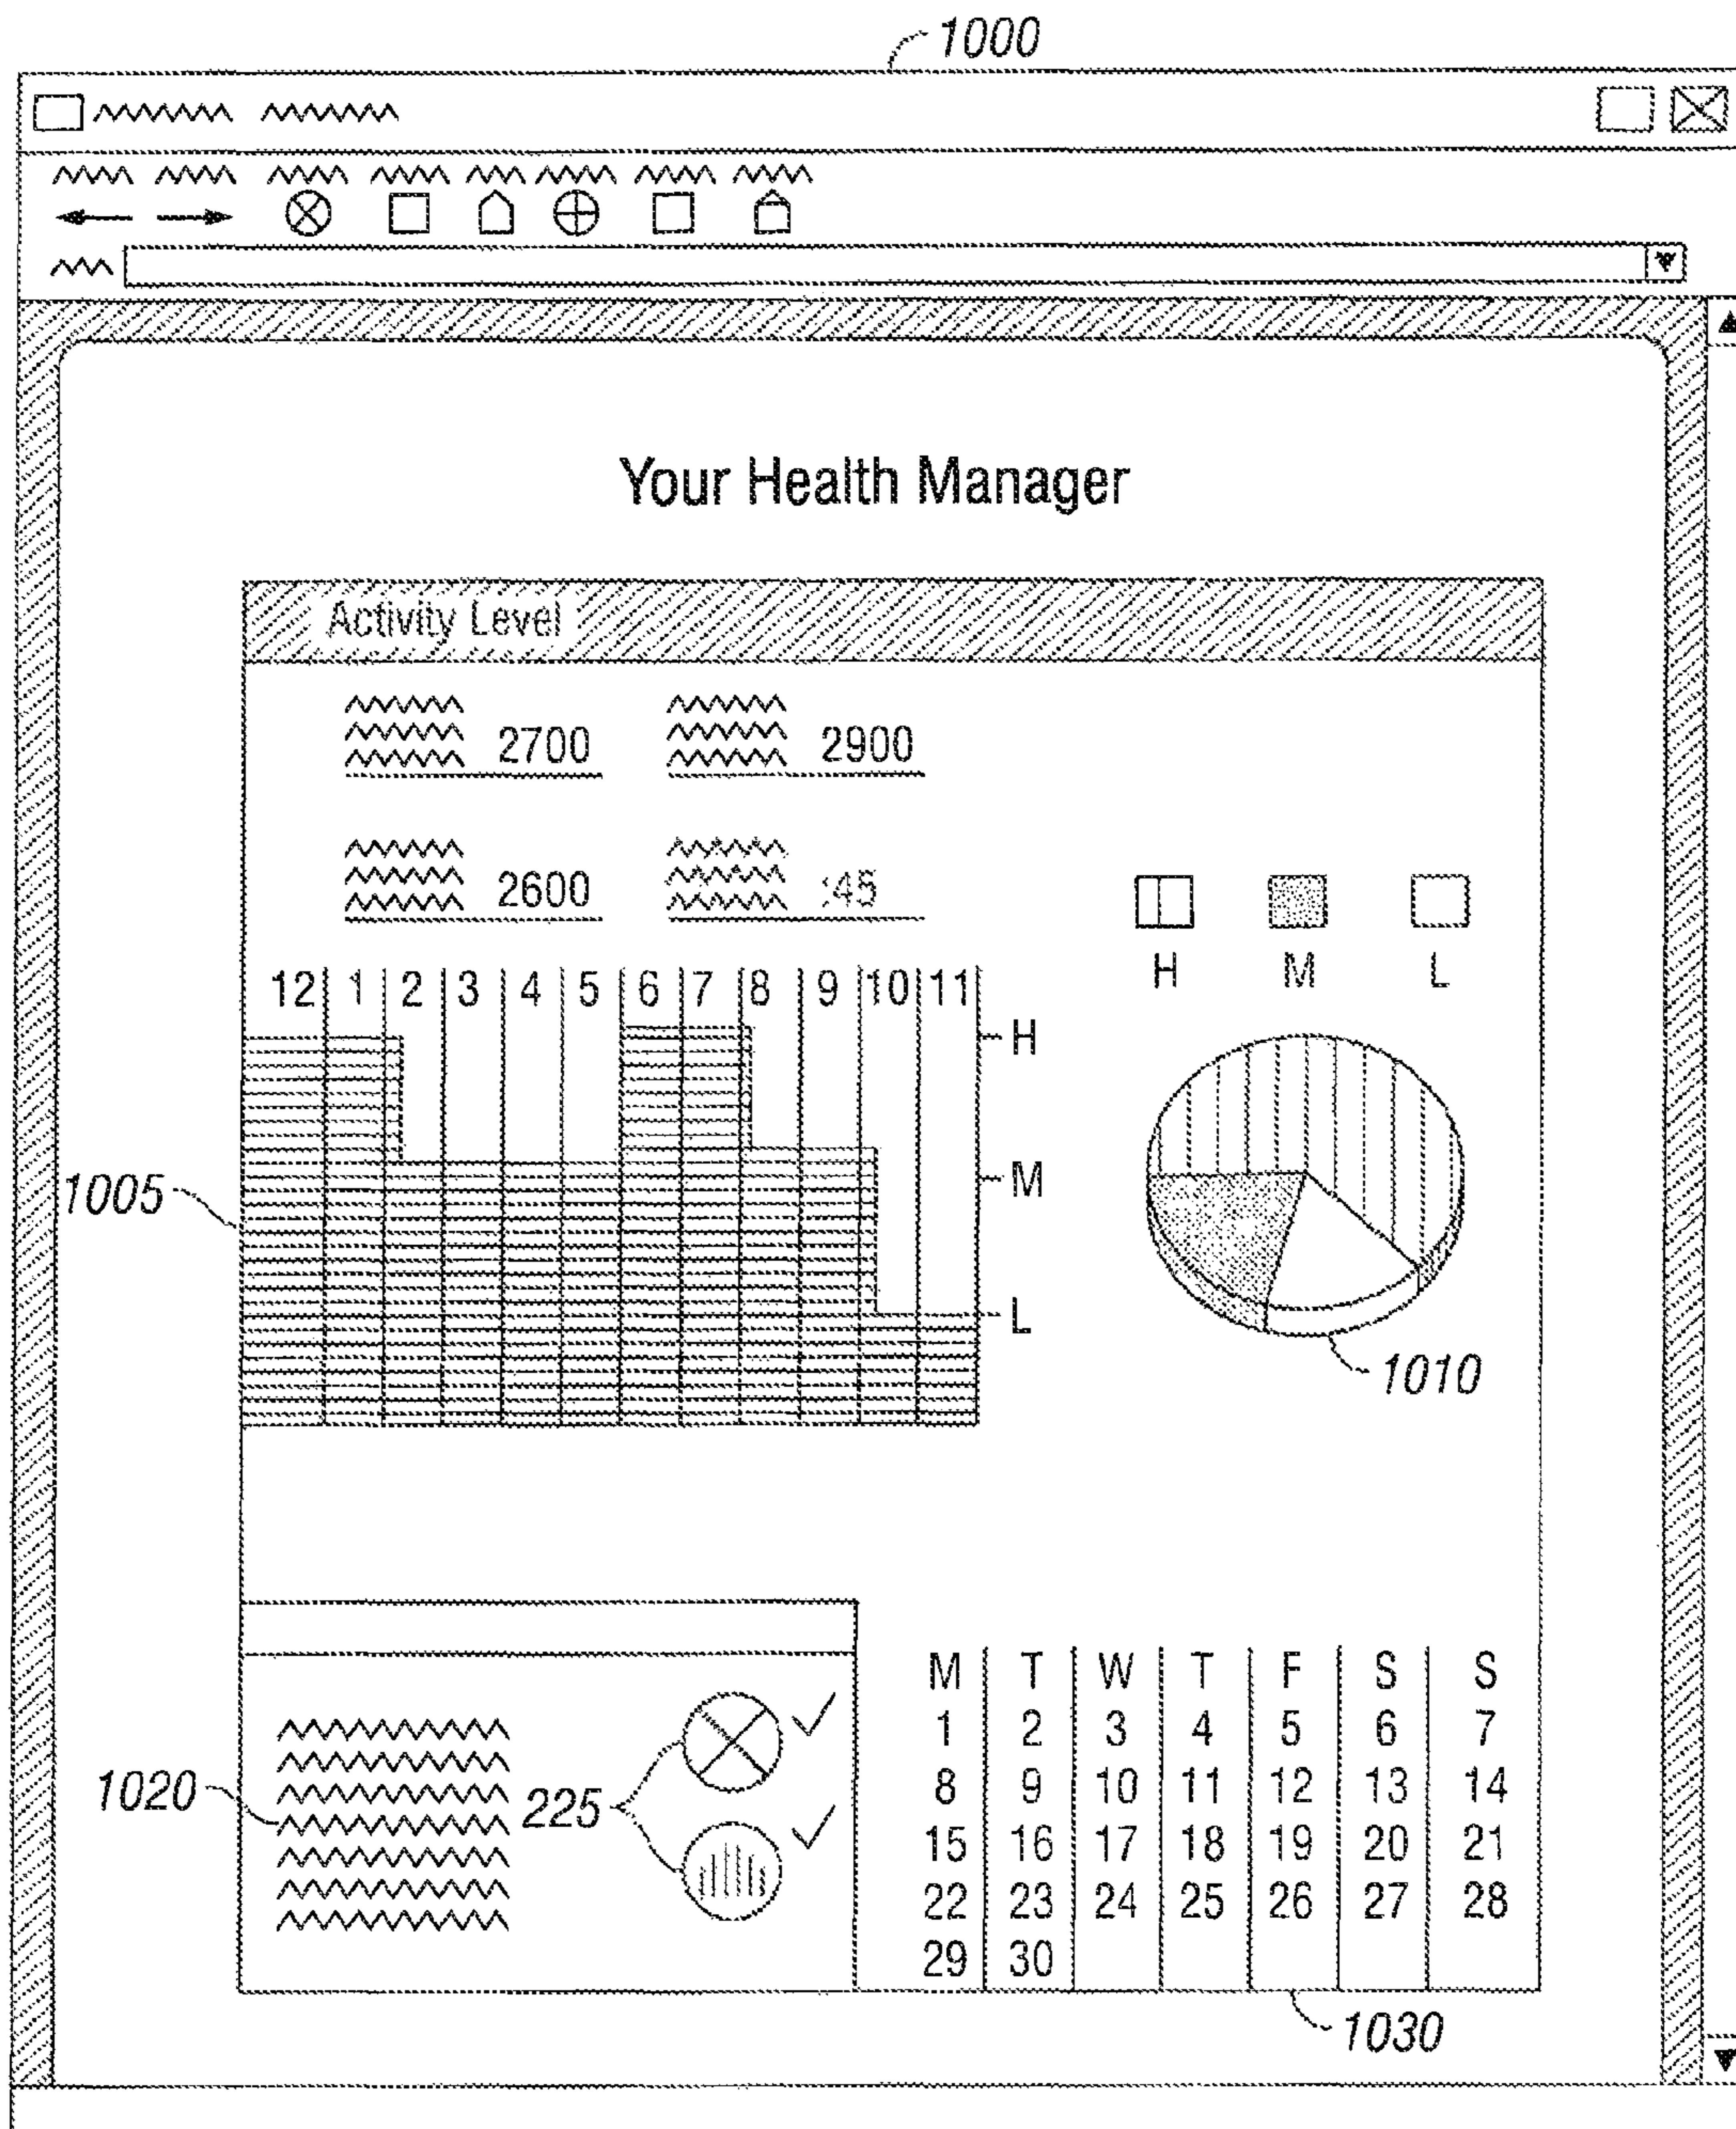 1000
Your Health Manager
Activity Level
2700 2900
2600 :45
H M L
12 1 2 3 4 5 6 7 8 9 10 11
H
M
L
1005
1010
1020
225
M T W T F S S
1 2 3 4 5 6 7
8 9 10 11 12 13 14
15 16 17 18 19 20 21
22 23 24 25 26 27 28
29 30
1030